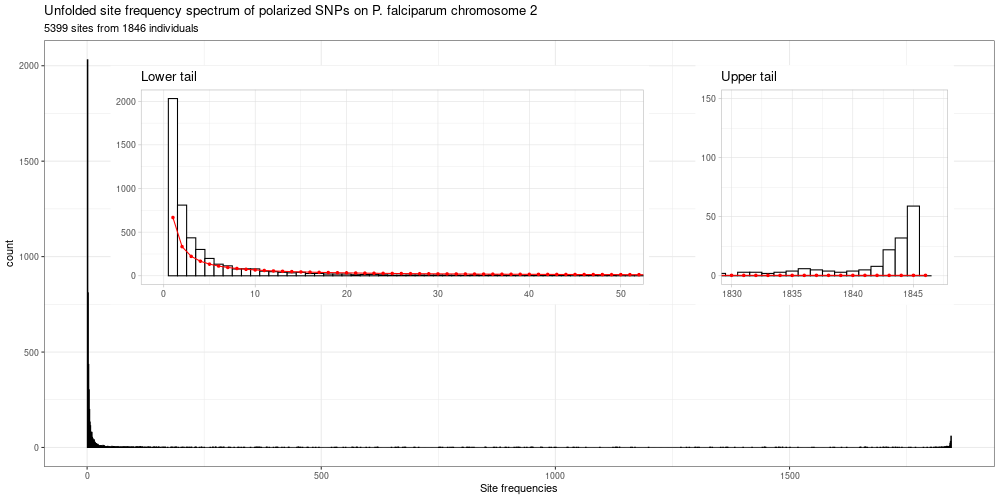 Unfolded site frequency spectrum of polarized SNPs on P. falciparum chromosome 2
5399 sites from 1846 individuals
count
2000
1500
1000
500
0
Lower tail
2000
1500
1000
500
0
0 10 20 30 40 50
Upper tail
150
100
50
0
1830 1835 1840 1845
0 500 1000 1500
Site frequencies